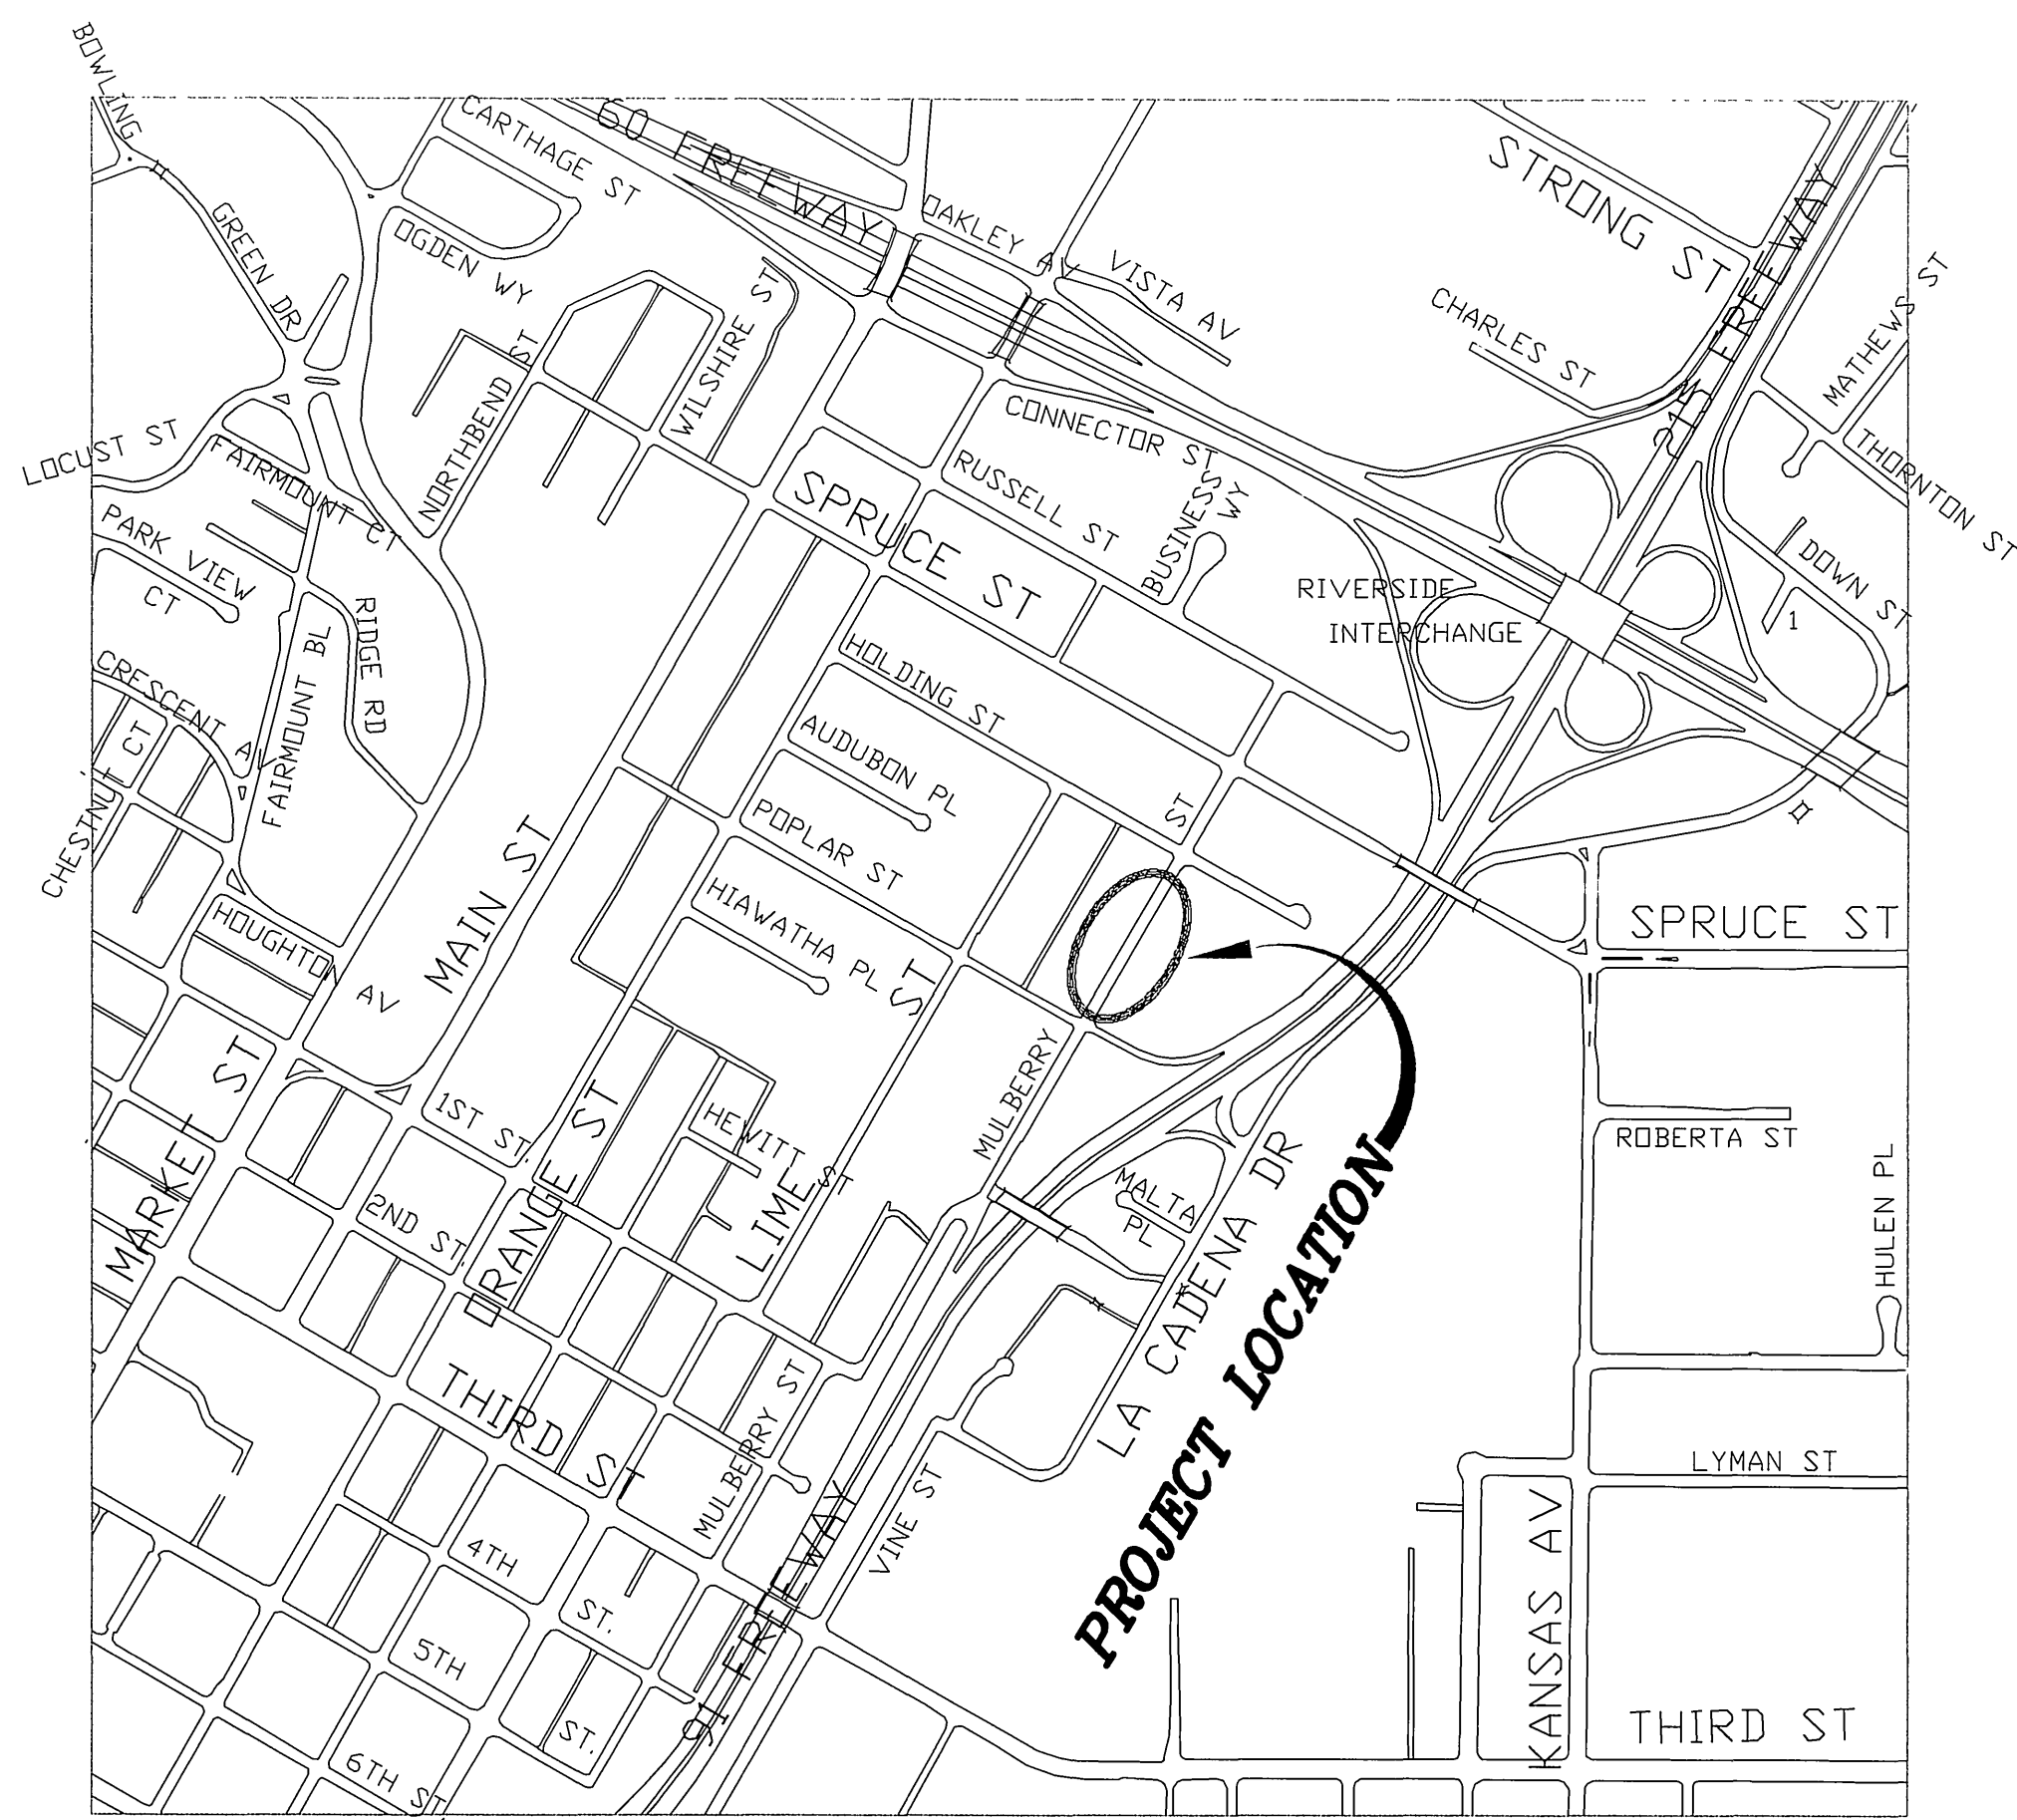 BOWLING
GREEN DR
CARTHAGE ST
60 FREEWAY
OAKLEY AV
VISTA AV
STRONG ST
CHARLES ST
FREEWAY
MATHEWS ST
THORNTON ST
DOWN ST
1
OGDEN WY
NORTHBEND ST
WILSHIRE ST
CONNECTOR ST
RUSSELL ST
BUSINESS
WY
SPRUCE ST
RIVERSIDE
INTERCHANGE
LOCUST ST
FAIRMOUNT CT
PARK VIEW
CT
RIDGE RD
FAIRMOUNT BL
CRESCENT AV
CHESTNUT CT
HOUGHTON AV
MAIN ST
HOLDING ST
AUDUBON PL
POPLAR ST
HIAWATHA PL
ST
MULBERRY
SPRUCE ST
ROBERTA ST
HULEN PL
MARKET ST
1ST ST.
2ND ST.
ORANGE ST
HEWITT ST
LIME
ST
MALTA
PL
LA CADENA DR
PROJECT LOCATION
THIRD ST
MULBERRY ST
VINE ST
91 FREEWAY
4TH
ST.
5TH
ST.
6TH ST.
LYMAN ST
KANSAS AV
THIRD ST